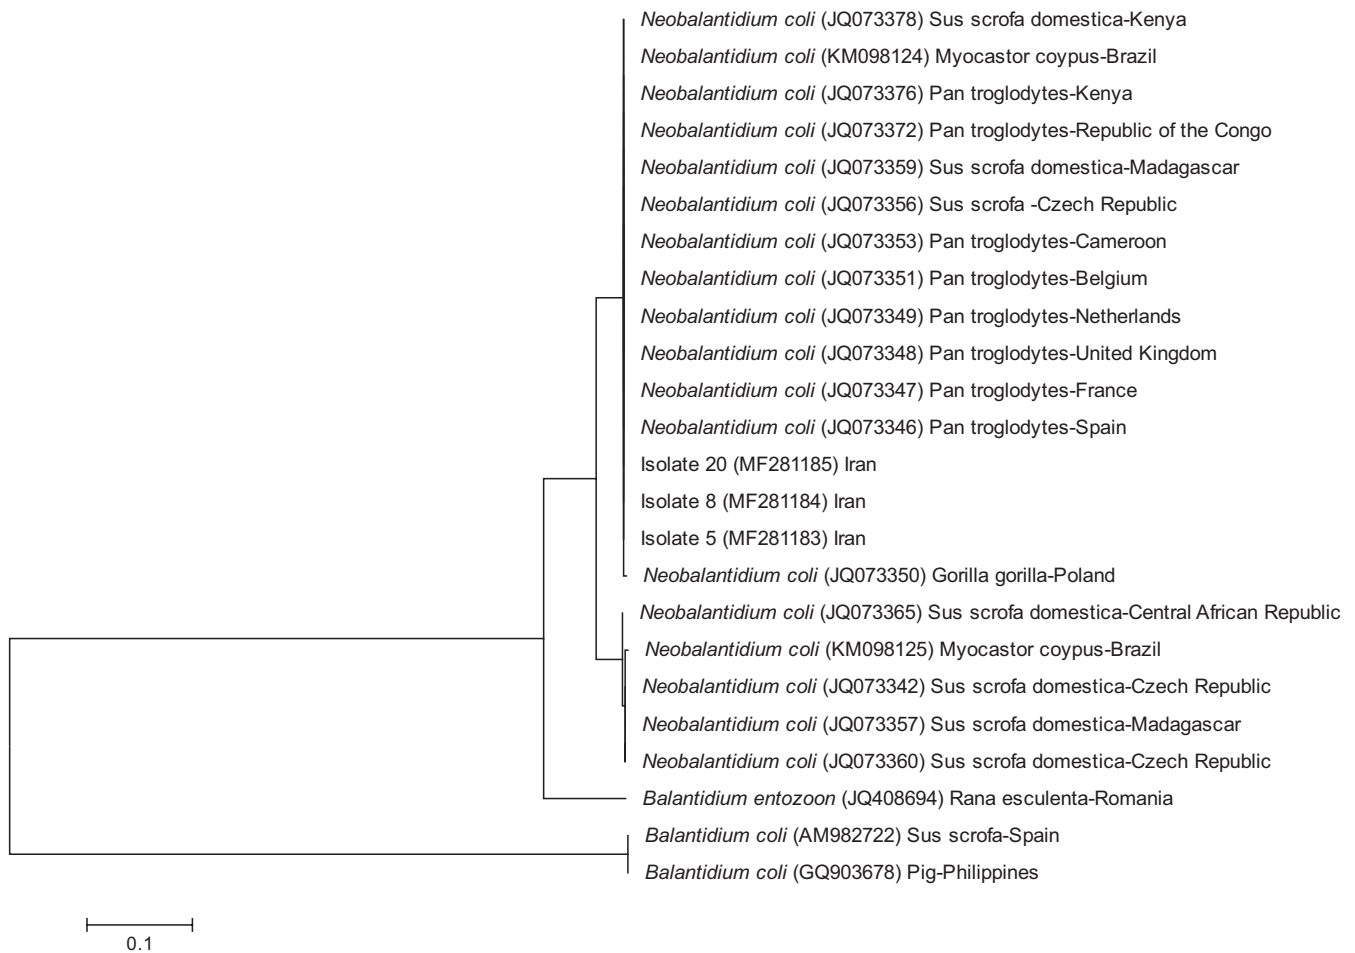 Neobalantidium coli (JQ073378) Sus scrofa domestica-Kenya
Neobalantidium coli (KM098124) Myocastor coypus-Brazil
Neobalantidium coli (JQ073376) Pan troglodytes-Kenya
Neobalantidium coli (JQ073372) Pan troglodytes-Republic of the Congo
Neobalantidium coli (JQ073359) Sus scrofa domestica-Madagascar
Neobalantidium coli (JQ073356) Sus scrofa -Czech Republic
Neobalantidium coli (JQ073353) Pan troglodytes-Cameroon
Neobalantidium coli (JQ073351) Pan troglodytes-Belgium
Neobalantidium coli (JQ073349) Pan troglodytes-Netherlands
Neobalantidium coli (JQ073348) Pan troglodytes-United Kingdom
Neobalantidium coli (JQ073347) Pan troglodytes-France
Neobalantidium coli (JQ073346) Pan troglodytes-Spain
Isolate 20 (MF281185) Iran
Isolate 8 (MF281184) Iran
Isolate 5 (MF281183) Iran
Neobalantidium coli (JQ073350) Gorilla gorilla-Poland
Neobalantidium coli (JQ073365) Sus scrofa domestica-Central African Republic
Neobalantidium coli (KM098125) Myocastor coypus-Brazil
Neobalantidium coli (JQ073342) Sus scrofa domestica-Czech Republic
Neobalantidium coli (JQ073357) Sus scrofa domestica-Madagascar
Neobalantidium coli (JQ073360) Sus scrofa domestica-Czech Republic
Balantidium entozoon (JQ408694) Rana esculenta-Romania
Balantidium coli (AM982722) Sus scrofa-Spain
Balantidium coli (GQ903678) Pig-Philippines
0.1